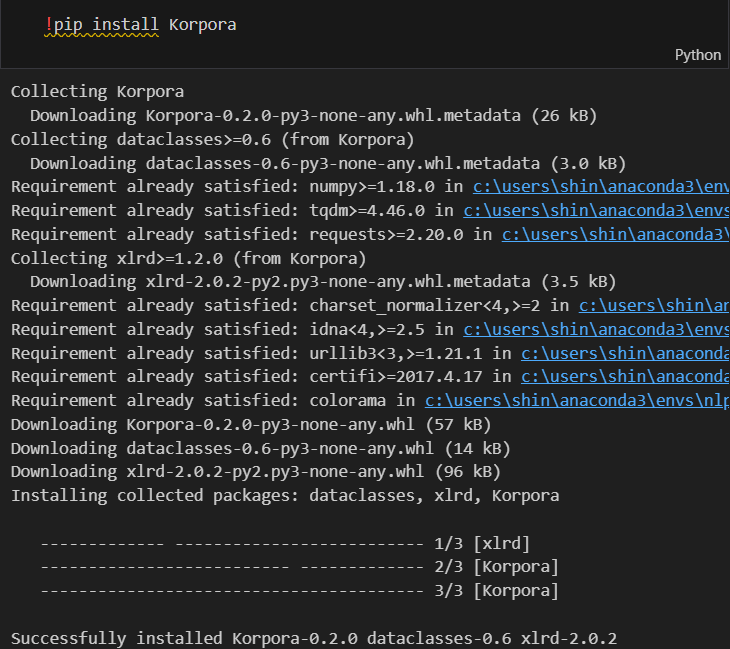 !pip install Korpora
Python
Collecting Korpora
Downloading Korpora-0.2.0-py3-none-any.whl.metadata (26 kB)
Collecting dataclasses>=0.6 (from Korpora)
Downloading dataclasses-0.6-py3-none-any.whl.metadata (3.0 kB)
Requirement already satisfied: numpy>=1.18.0 in c:\users\shin\anaconda3\env
Requirement already satisfied: tqdm>=4.46.0 in c:\users\shin\anaconda3\envs
Requirement already satisfied: requests>=2.20.0 in c:\users\shin\anaconda3\
Collecting xlrd>=1.2.0 (from Korpora)
Downloading xlrd-2.0.2-py2.py3-none-any.whl.metadata (3.5 kB)
Requirement already satisfied: charset_normalizer<4,>=2 in c:\users\shin\an
Requirement already satisfied: idna<4,>=2.5 in c:\users\shin\anaconda3\envs
Requirement already satisfied: urllib3<3,>=1.21.1 in c:\users\shin\anaconda
Requirement already satisfied: certifi>=2017.4.17 in c:\users\shin\anaconda
Requirement already satisfied: colorama in c:\users\shin\anaconda3\envs\nlp
Downloading Korpora-0.2.0-py3-none-any.whl (57 kB)
Downloading dataclasses-0.6-py3-none-any.whl (14 kB)
Downloading xlrd-2.0.2-py2.py3-none-any.whl (96 kB)
Installing collected packages: dataclasses, xlrd, Korpora
------------- -------------------------- 1/3 [xlrd]
-------------------------- ------------- 2/3 [Korpora]
---------------------------------------- 3/3 [Korpora]
Successfully installed Korpora-0.2.0 dataclasses-0.6 xlrd-2.0.2